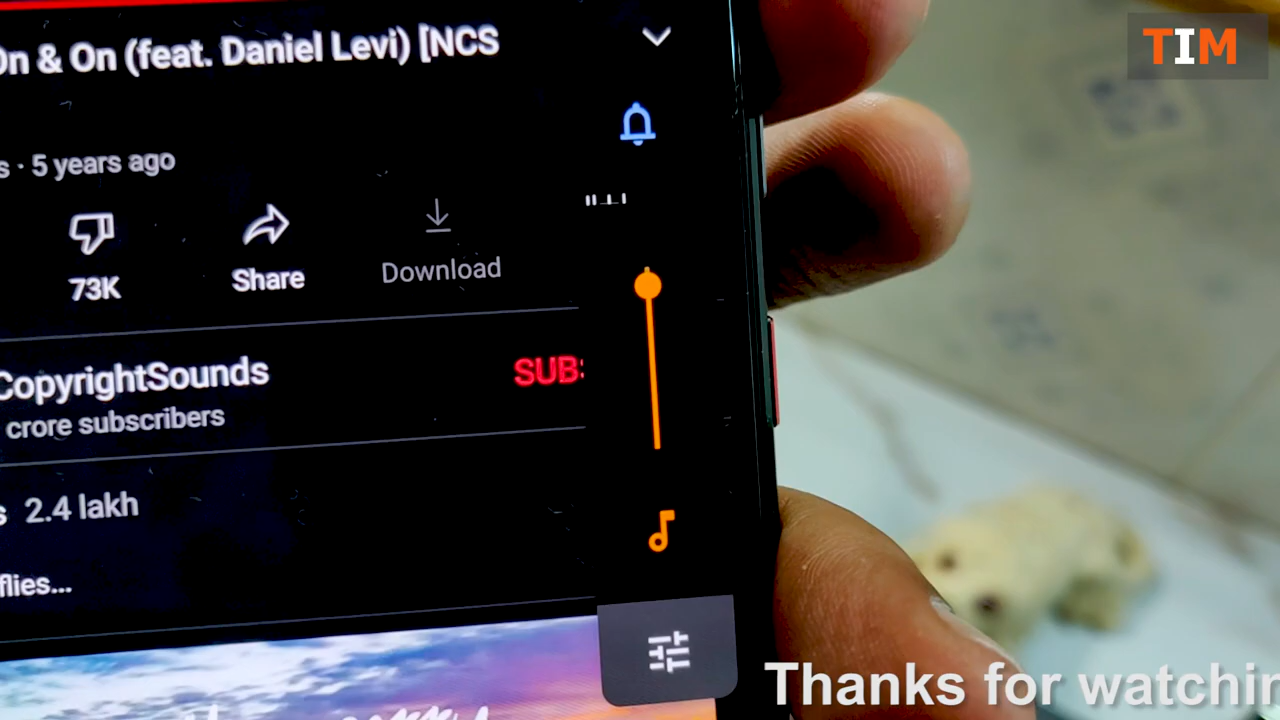 On & On (feat. Daniel Levi) [NCS
TIM
s · 5 years ago
73K
Share
Download
CopyrightSounds
SUBS
crore subscribers
s 2.4 lakh
flies...
Thanks for watchin